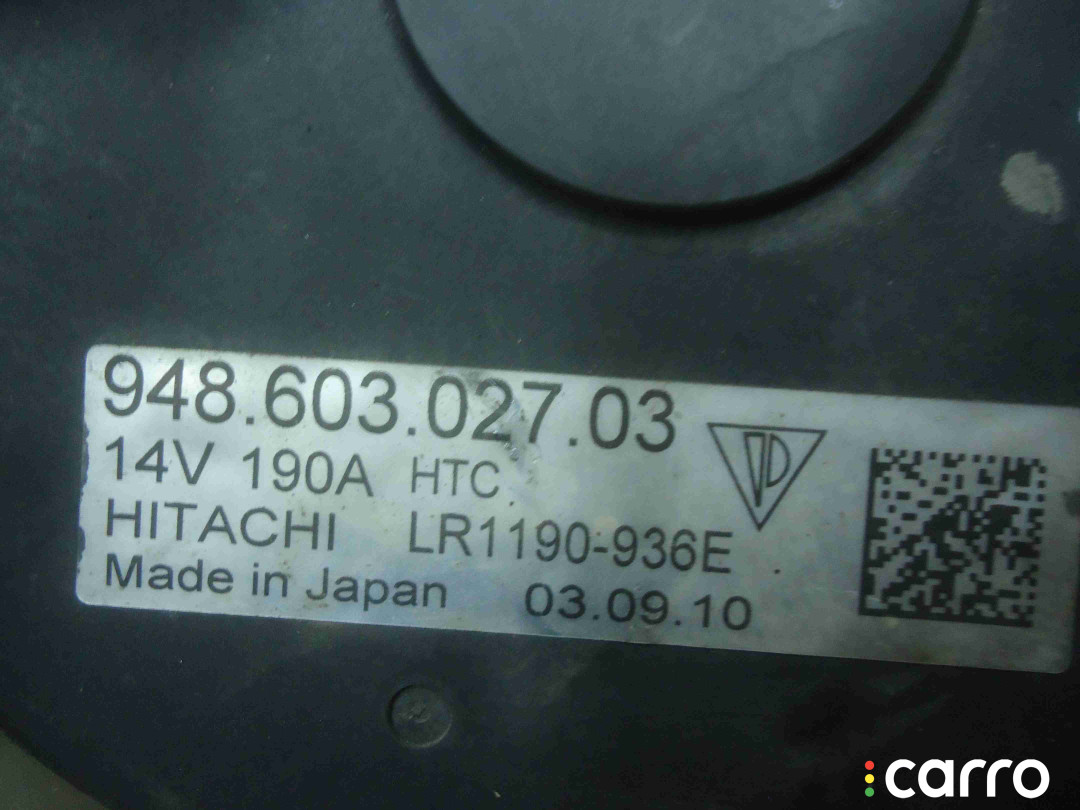 948.603.027.03
14V 190A HTC
HITACHI LR1190-936E
Made in Japan 03.09.10
carro